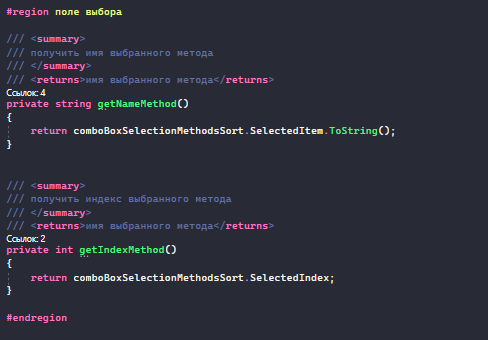 #region поле выбора
/// <summary>
/// получить имя выбранного метода
/// </summary>
/// <returns>имя выбранного метода</returns>
Ссылок: 4
private string getNameMethod()
{
return comboBoxSelectionMethodsSort.SelectedItem.ToString();
}
/// <summary>
/// получить индекс выбранного метода
/// </summary>
/// <returns>имя выбранного метода</returns>
Ссылок: 2
private int getIndexMethod()
{
return comboBoxSelectionMethodsSort.SelectedIndex;
}
#endregion